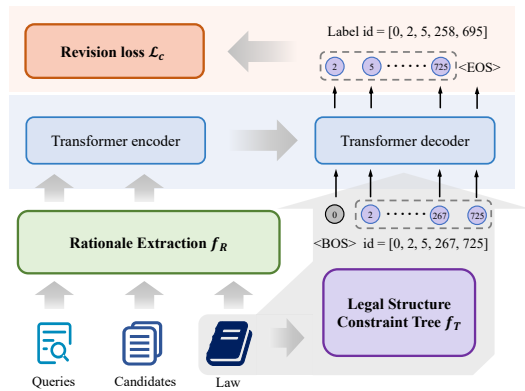 Label id = [0, 2, 5, 258, 695]
Revision loss 𝓛c
2 5 ······ 725 <EOS>
Transformer encoder
Transformer decoder
0 2 ······ 267 725
<BOS> id = [0, 2, 5, 267, 725]
Rationale Extraction fR
Legal Structure
Constraint Tree fT
Queries
Candidates
Law